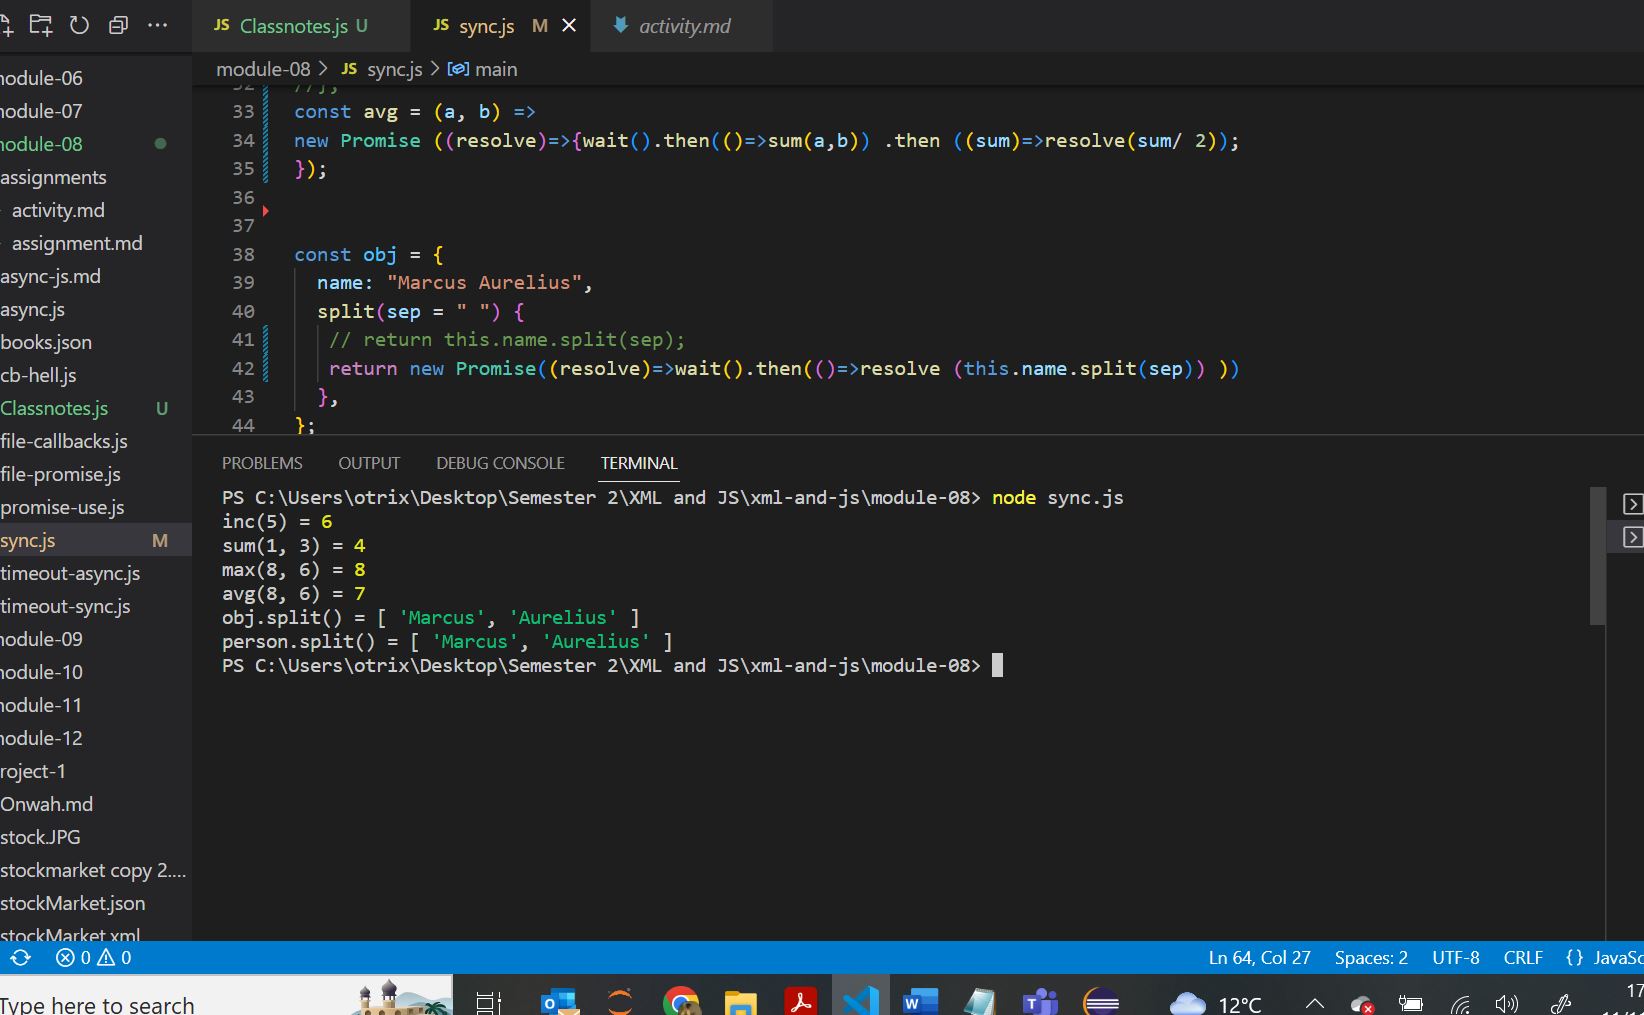 JS Classnotes.js U
JS sync.js M
activity.md
module-08 > JS sync.js > main
module-06
module-07
module-08
assignments
activity.md
assignment.md
async-js.md
async.js
books.json
cb-hell.js
Classnotes.js U
file-callbacks.js
file-promise.js
promise-use.js
sync.js M
timeout-async.js
timeout-sync.js
module-09
module-10
module-11
module-12
roject-1
Onwah.md
stock.JPG
stockmarket copy 2....
stockMarket.json
stockMarket.xml
32 //};
33 const avg = (a, b) =>
34 new Promise ((resolve)=>{wait().then(()=>sum(a,b)) .then ((sum)=>resolve(sum/ 2));
35 });
36
37
38 const obj = {
39 name: "Marcus Aurelius",
40 split(sep = " ") {
41 // return this.name.split(sep);
42 return new Promise((resolve)=>wait().then(()=>resolve (this.name.split(sep)) ))
43 },
44 };
PROBLEMS OUTPUT DEBUG CONSOLE TERMINAL
PS C:\Users\otrix\Desktop\Semester 2\XML and JS\xml-and-js\module-08> node sync.js
inc(5) = 6
sum(1, 3) = 4
max(8, 6) = 8
avg(8, 6) = 7
obj.split() = [ 'Marcus', 'Aurelius' ]
person.split() = [ 'Marcus', 'Aurelius' ]
PS C:\Users\otrix\Desktop\Semester 2\XML and JS\xml-and-js\module-08>
0 0 Ln 64, Col 27 Spaces: 2 UTF-8 CRLF {} JavaSc
Type here to search
12°C
17